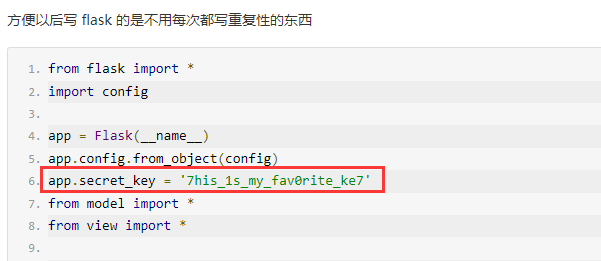 方便以后写 flask 的是不用每次都写重复性的东西
1. from flask import *
2. import config
3.
4. app = Flask(__name__)
5. app.config.from_object(config)
6. app.secret_key = '7his_1s_my_fav0rite_ke7'
7. from model import *
8. from view import *
9.